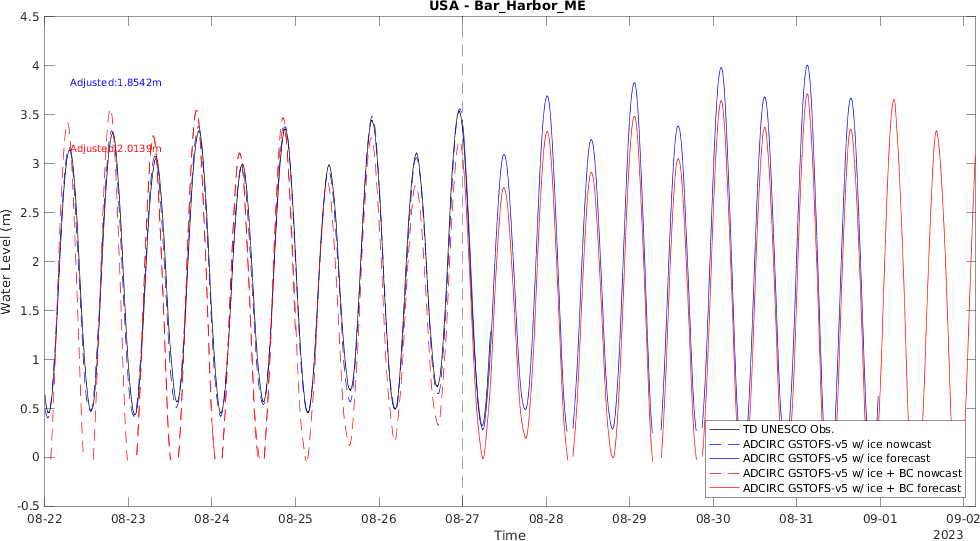 USA - Bar_Harbor_ME
4.5
4
3.5
3
2.5
2
1.5
1
0.5
0
-0.5
Water Level (m)
Adjusted:1.8542m
Adjusted:2.0139m
TD UNESCO Obs.
ADCIRC GSTOFS-v5 w/ ice nowcast
ADCIRC GSTOFS-v5 w/ ice forecast
ADCIRC GSTOFS-v5 w/ ice + BC nowcast
ADCIRC GSTOFS-v5 w/ ice + BC forecast
08-22 08-23 08-24 08-25 08-26 08-27 08-28 08-29 08-30 08-31 09-01 09-02
Time
2023